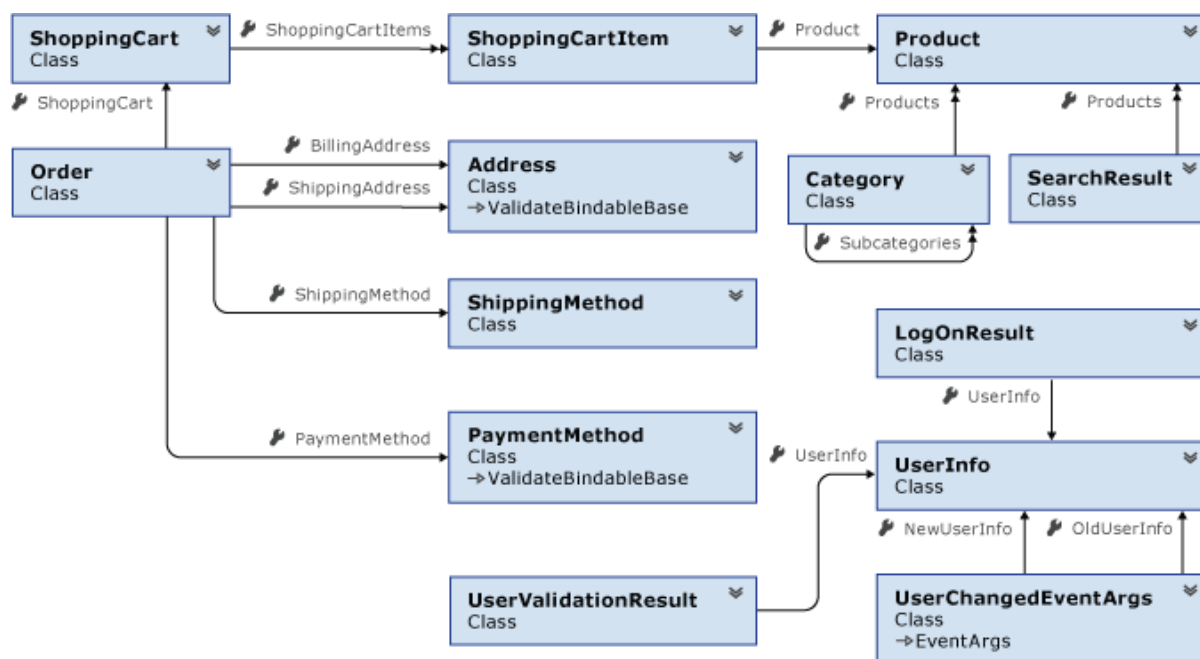 ShoppingCart
Class
ShoppingCartItems
ShoppingCartItem
Class
Product
Product
Class
ShoppingCart
Products
Products
Order
Class
BillingAddress
ShippingAddress
Address
Class
ValidateBindableBase
Category
Class
SearchResult
Class
Subcategories
ShippingMethod
ShippingMethod
Class
LogOnResult
Class
UserInfo
PaymentMethod
PaymentMethod
Class
ValidateBindableBase
UserInfo
UserInfo
Class
NewUserInfo
OldUserInfo
UserValidationResult
Class
UserChangedEventArgs
Class
EventArgs